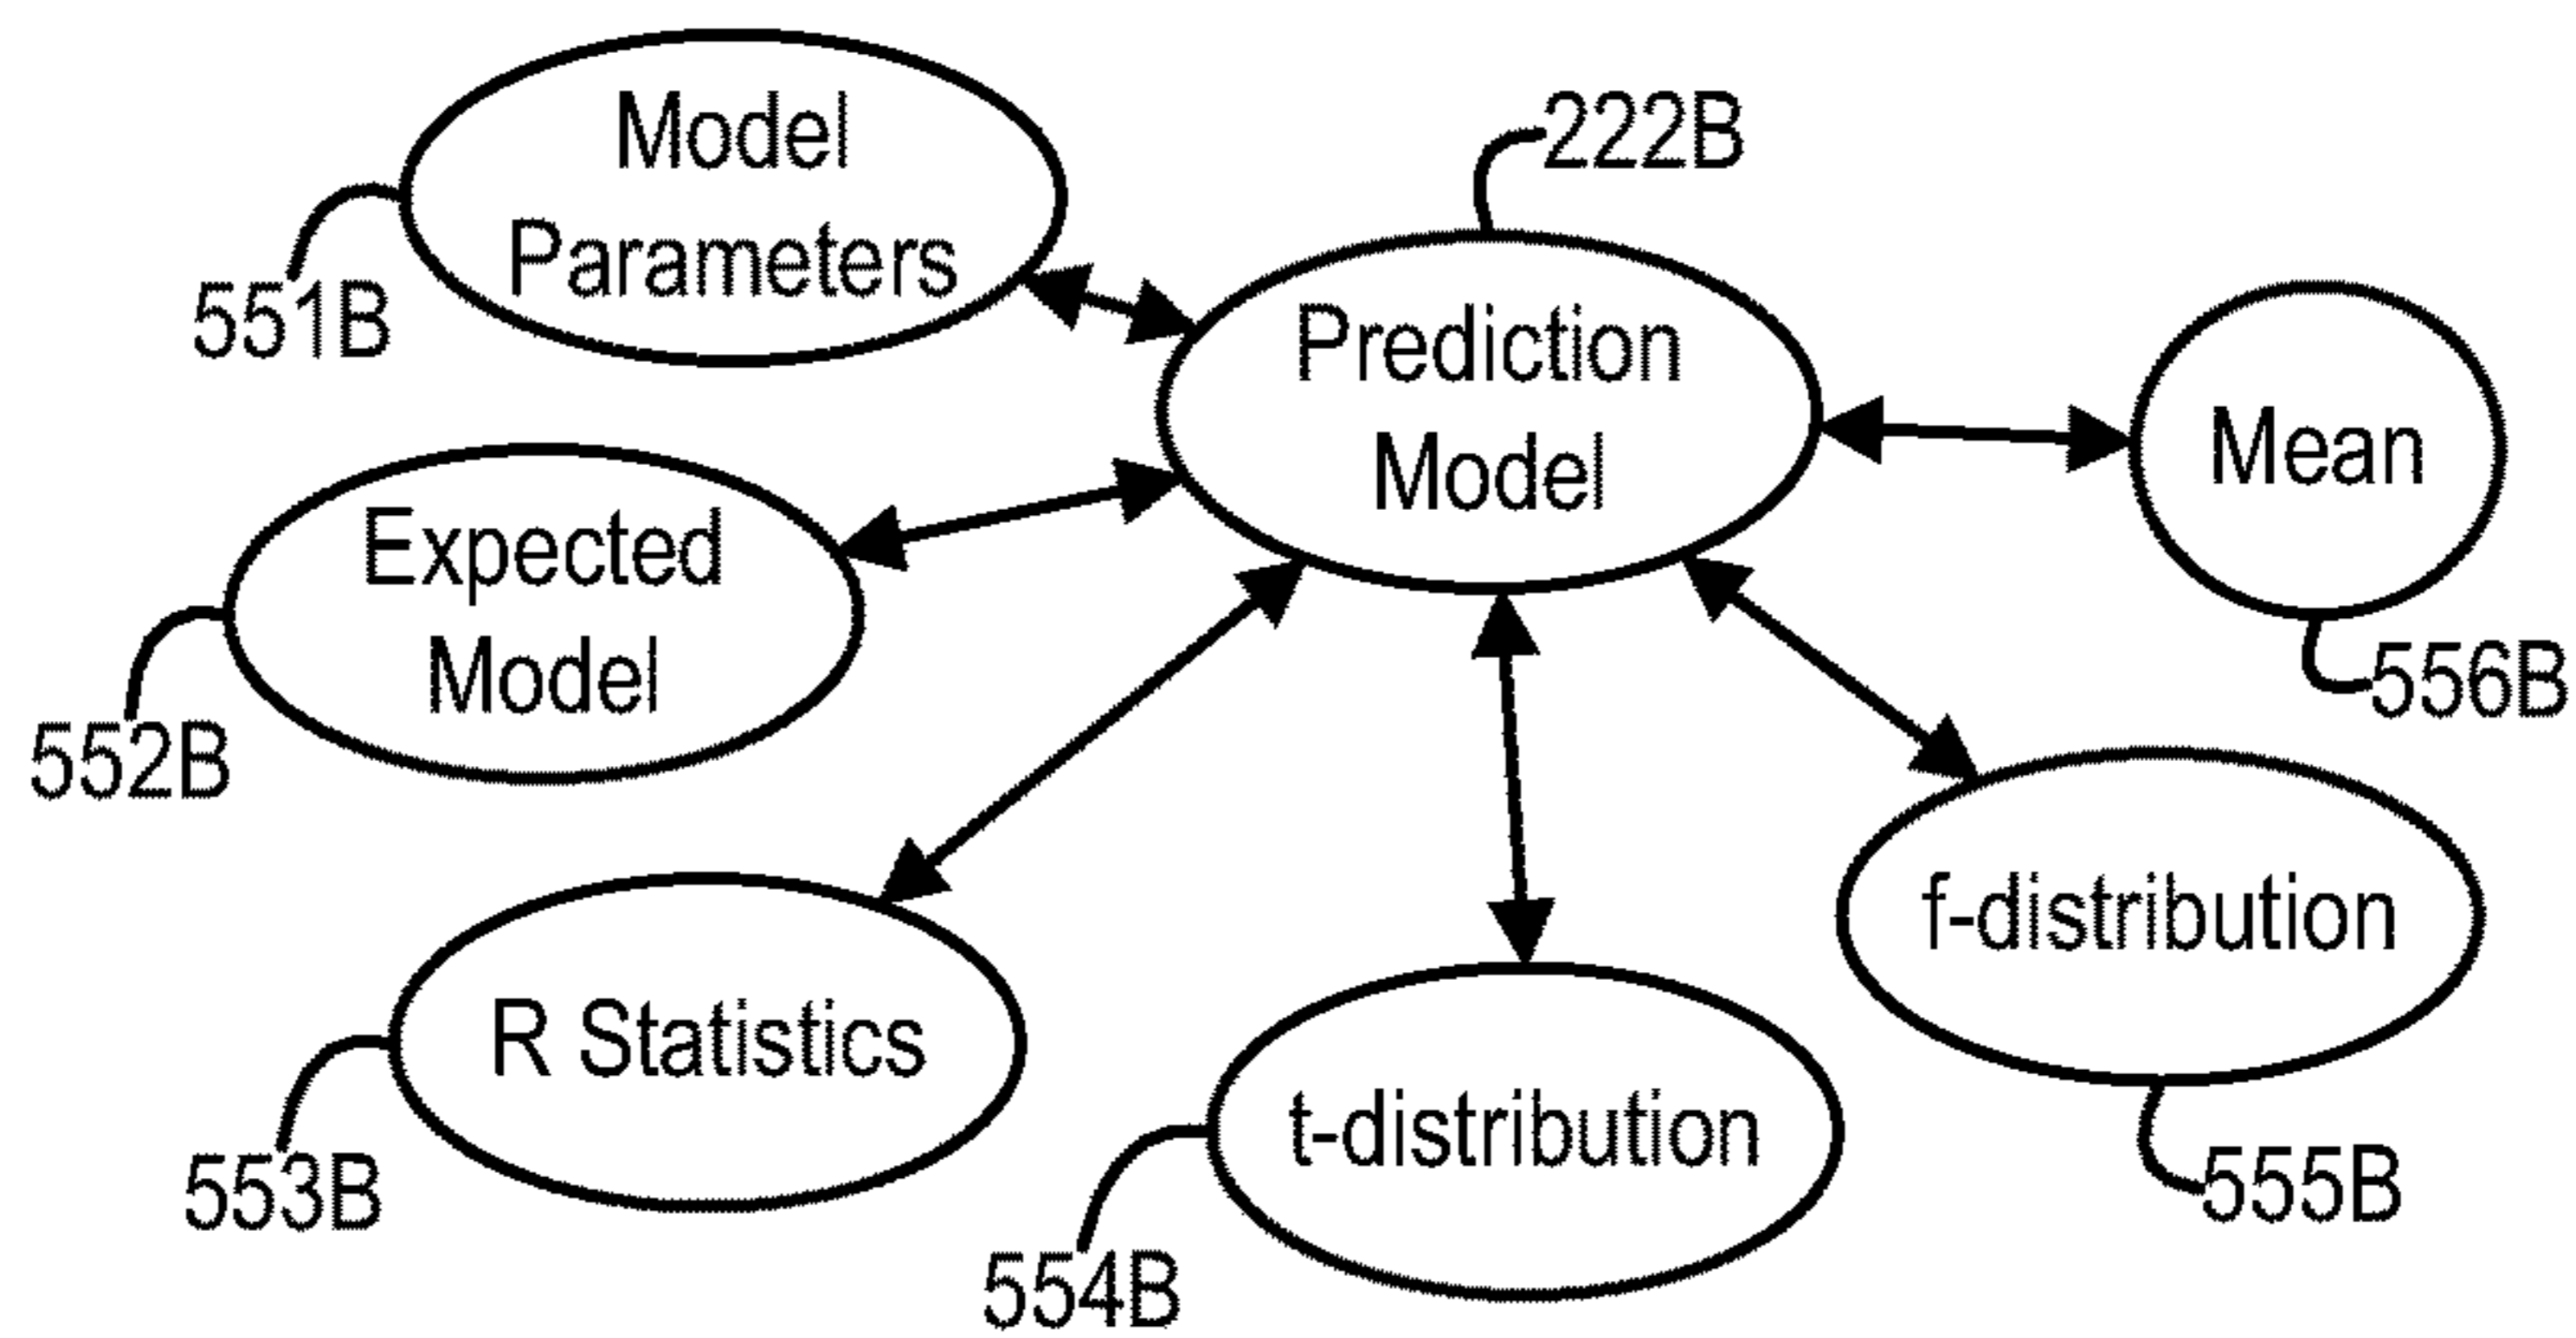 Model
Parameters
551B
222B
Prediction
Model
Mean
556B
Expected
Model
552B
R Statistics
553B
t-distribution
554B
f-distribution
555B